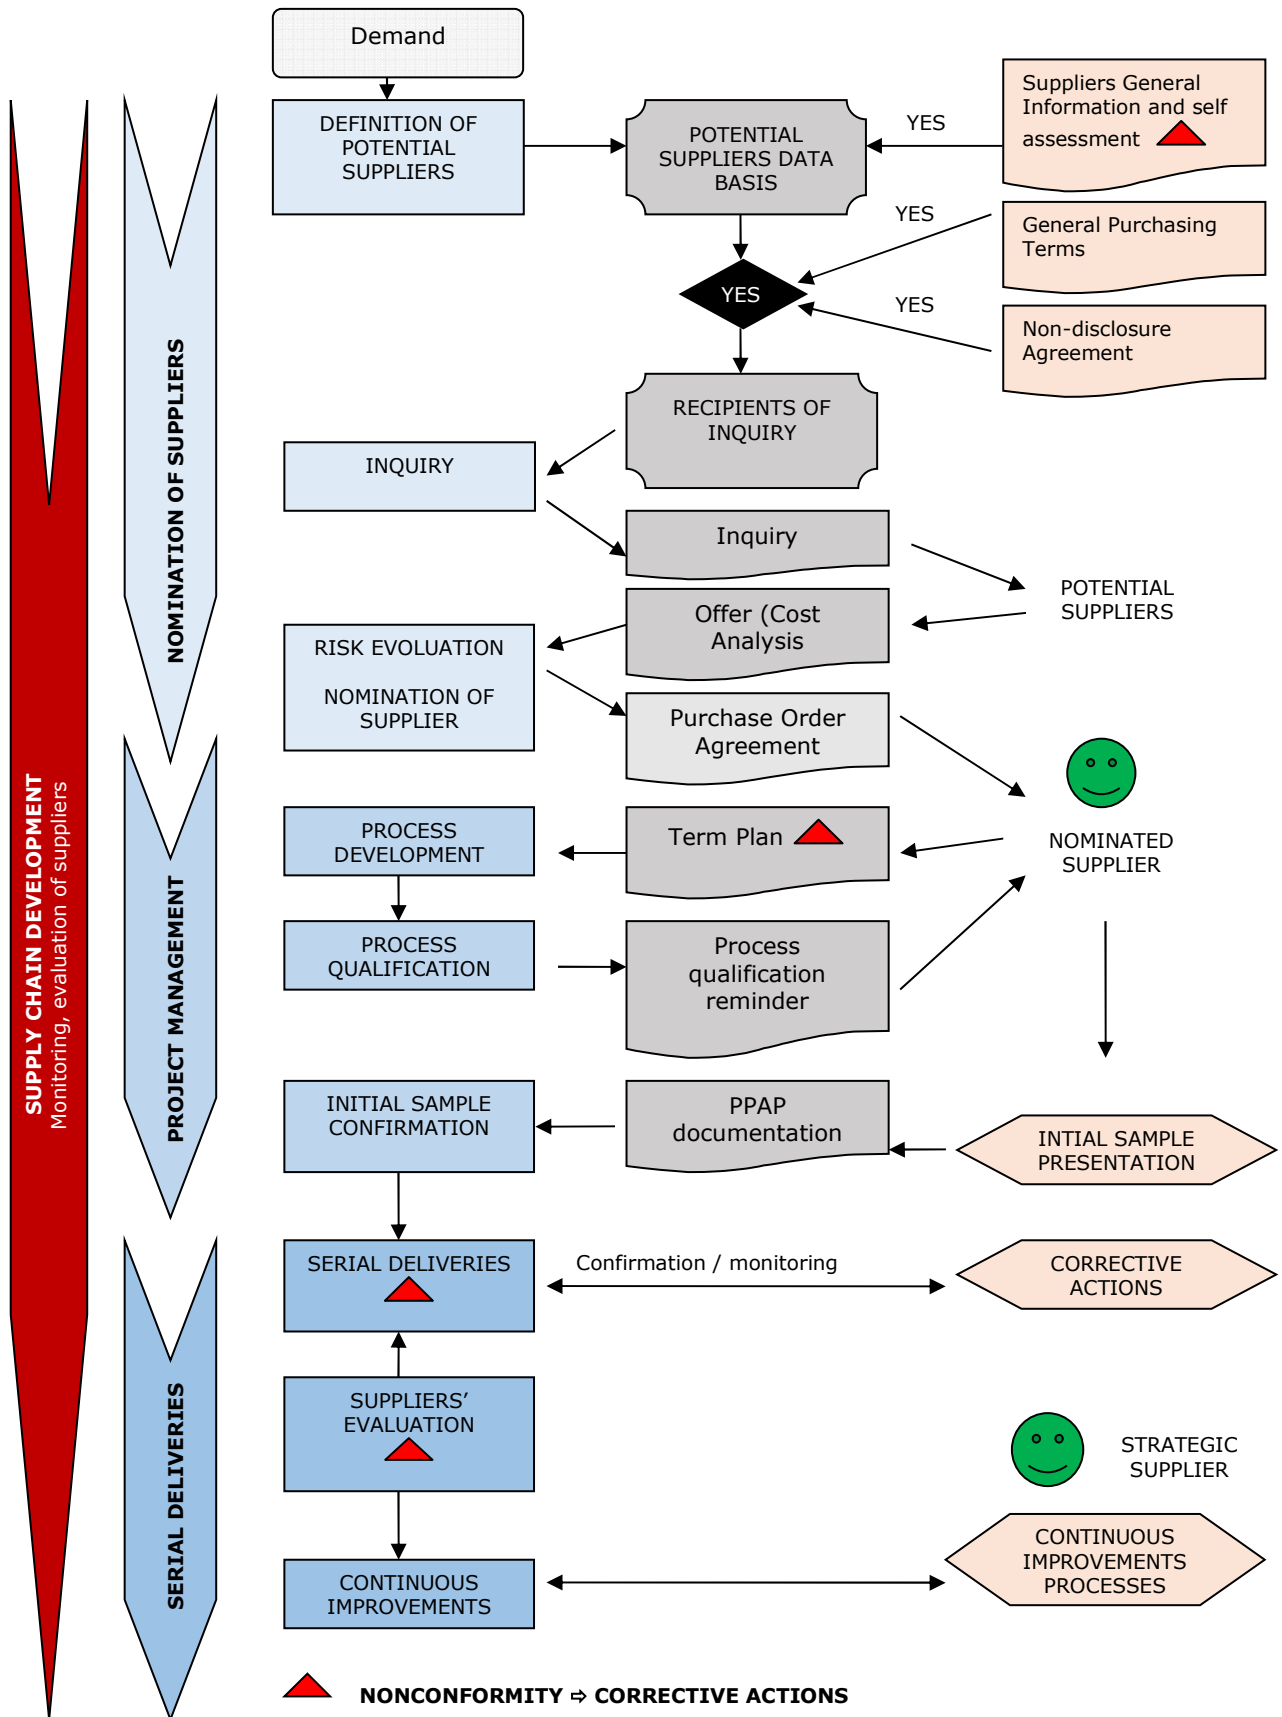 Demand
DEFINITION OF
POTENTIAL
SUPPLIERS
POTENTIAL
SUPPLIERS DATA
BASIS
YES
Suppliers General
Information and self
assessment
YES
General Purchasing
Terms
YES
YES
Non-disclosure
Agreement
RECIPIENTS OF
INQUIRY
INQUIRY
Inquiry
POTENTIAL
SUPPLIERS
Offer (Cost
Analysis
RISK EVOLUATION
NOMINATION OF
SUPPLIER
Purchase Order
Agreement
NOMINATED
SUPPLIER
Term Plan
PROCESS
DEVELOPMENT
PROCESS
QUALIFICATION
Process
qualification
reminder
INITIAL SAMPLE
CONFIRMATION
PPAP
documentation
INTIAL SAMPLE
PRESENTATION
SERIAL DELIVERIES
Confirmation / monitoring
CORRECTIVE
ACTIONS
SUPPLIERS’
EVALUATION
STRATEGIC
SUPPLIER
CONTINUOUS
IMPROVEMENTS
CONTINUOUS
IMPROVEMENTS
PROCESSES
SUPPLY CHAIN DEVELOPMENT
Monitoring, evaluation of suppliers
NOMINATION OF SUPPLIERS
PROJECT MANAGEMENT
SERIAL DELIVERIES
NONCONFORMITY ⇨ CORRECTIVE ACTIONS